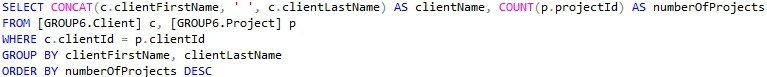 SELECT CONCAT(c.clientFirstName, ' ', c.clientLastName) AS clientName, COUNT(p.projectId) AS numberOfProjects
FROM [GROUP6.Client] c, [GROUP6.Project] p
WHERE c.clientId = p.clientId
GROUP BY clientFirstName, clientLastName
ORDER BY numberOfProjects DESC